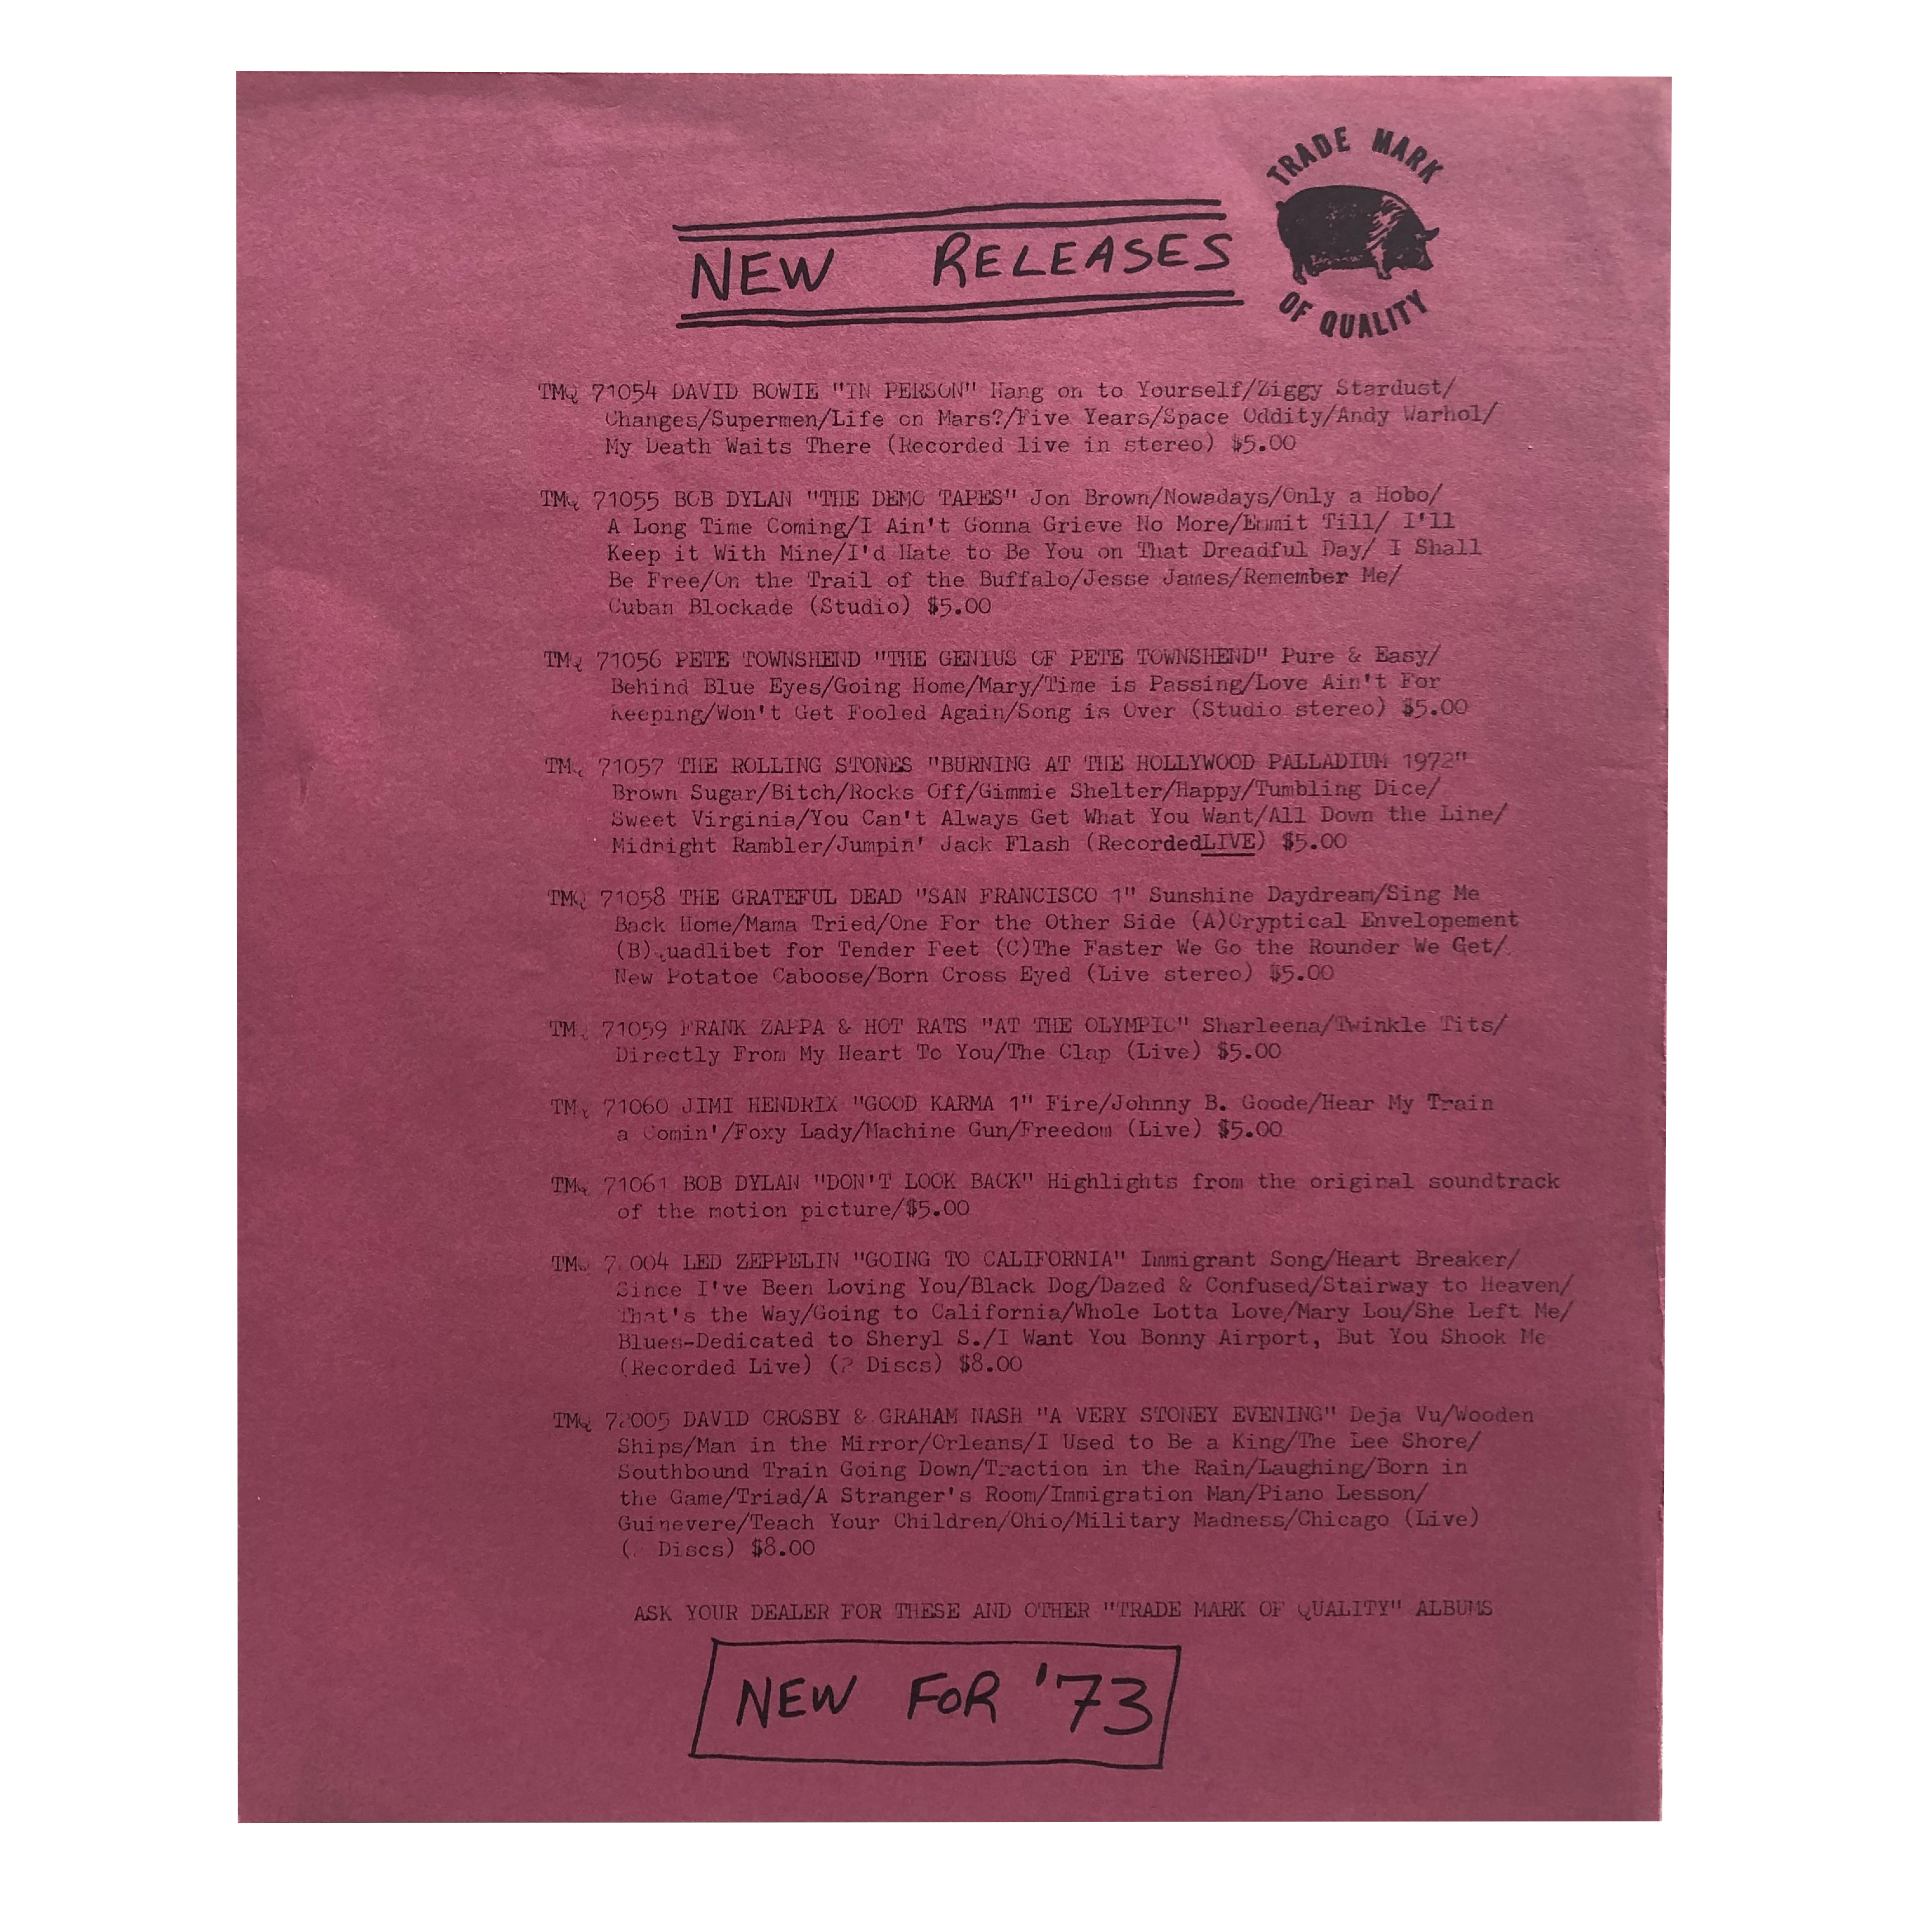 TRADE MARK
OF QUALITY
NEW RELEASES
TMQ 71054 DAVID BOWIE "IN PERSON" Hang on to Yourself/Ziggy Stardust/
Changes/Supermen/Life on Mars?/Five Years/Space Oddity/Andy Warhol/
My Death Waits There (Recorded live in stereo) $5.00
TMQ 71055 BOB DYLAN "THE DEMO TAPES" Jon Brown/Nowadays/Only a Hobo/
A Long Time Coming/I Ain't Gonna Grieve No More/Emmit Till/ I'll
Keep it With Mine/I'd Hate to Be You on That Dreadful Day/ I Shall
Be Free/On the Trail of the Buffalo/Jesse James/Remember Me/
Cuban Blockade (Studio) $5.00
TMQ 71056 PETE TOWNSHEND "THE GENIUS OF PETE TOWNSHEND" Pure & Easy/
Behind Blue Eyes/Going Home/Mary/Time is Passing/Love Ain't For
Keeping/Won't Get Fooled Again/Song is Over (Studio stereo) $5.00
TMQ 71057 THE ROLLING STONES "BURNING AT THE HOLLYWOOD PALLADIUM 1972"
Brown Sugar/Bitch/Rocks Off/Gimmie Shelter/Happy/Tumbling Dice/
Sweet Virginia/You Can't Always Get What You Want/All Down the Line/
Midnight Rambler/Jumpin' Jack Flash (RecordedLIVE) $5.00
TMQ 71058 THE GRATEFUL DEAD "SAN FRANCISCO 1" Sunshine Daydream/Sing Me
Back Home/Mama Tried/One For the Other Side (A)Cryptical Envelopement
(B)Quadlibet for Tender Feet (C)The Faster We Go the Rounder We Get/
New Potatoe Caboose/Born Cross Eyed (Live stereo) $5.00
TMQ 71059 FRANK ZAPPA & HOT RATS "AT THE OLYMPIC" Sharleena/Twinkle Tits/
Directly From My Heart To You/The Clap (Live) $5.00
TMQ 71060 JIMI HENDRIX "GOOD KARMA 1" Fire/Johnny B. Goode/Hear My Train
a Comin'/Foxy Lady/Machine Gun/Freedom (Live) $5.00
TMQ 71061 BOB DYLAN "DON'T LOOK BACK" Highlights from the original soundtrack
of the motion picture/$5.00
TMQ 72004 LED ZEPPELIN "GOING TO CALIFORNIA" Immigrant Song/Heart Breaker/
Since I've Been Loving You/Black Dog/Dazed & Confused/Stairway to Heaven/
That's the Way/Going to California/Whole Lotta Love/Mary Lou/She Left Me/
Blues-Dedicated to Sheryl S./I Want You Bonny Airport, But You Shook Me
(Recorded Live) (2 Discs) $8.00
TMQ 72005 DAVID CROSBY & GRAHAM NASH "A VERY STONEY EVENING" Deja Vu/Wooden
Ships/Man in the Mirror/Orleans/I Used to Be a King/The Lee Shore/
Southbound Train Going Down/Traction in the Rain/Laughing/Born in
the Game/Triad/A Stranger's Room/Immigration Man/Piano Lesson/
Guinevere/Teach Your Children/Ohio/Military Madness/Chicago (Live)
(2 Discs) $8.00
ASK YOUR DEALER FOR THESE AND OTHER "TRADE MARK OF QUALITY" ALBUMS
NEW FOR '73